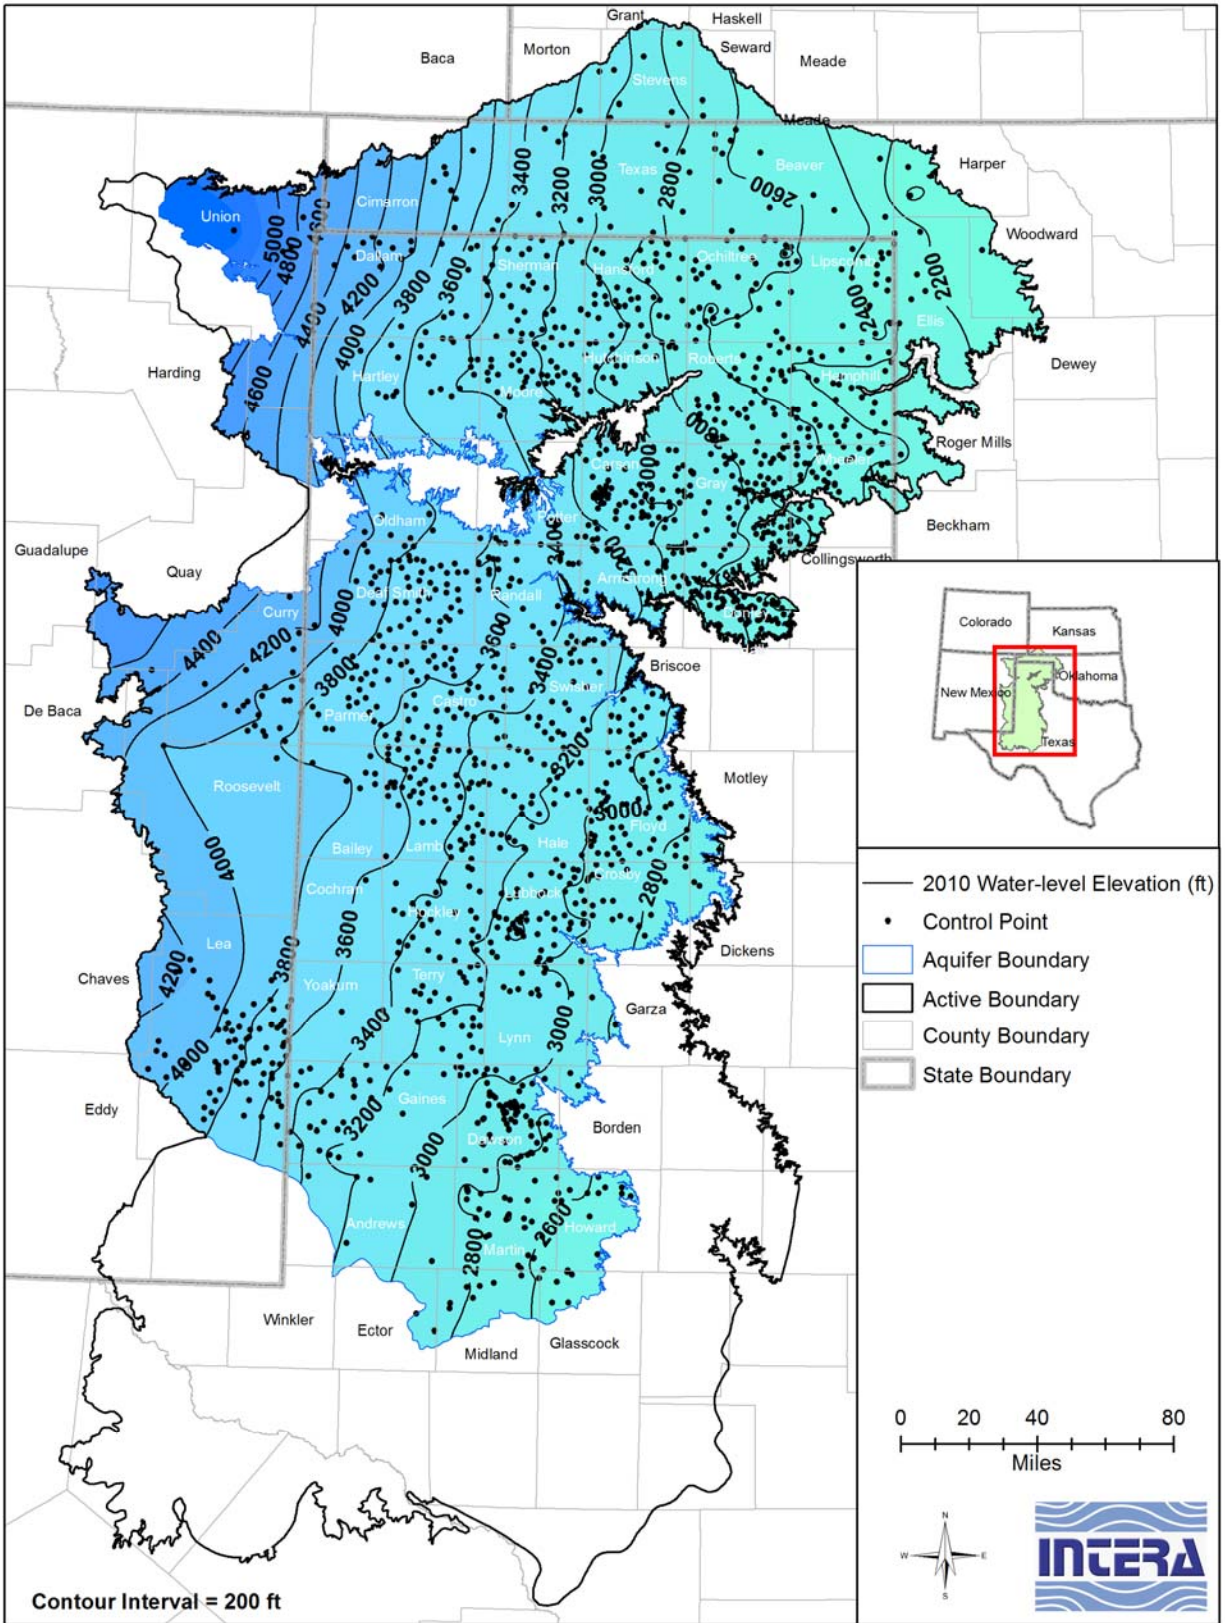 Grant
Haskell
Baca
Morton
Seward
Meade
Stevens
Meade
Harper
Texas
Beaver
3400
3200
3000
2800
2600
Cimarron
Union
Woodward
5000
4800
4600
Dallam
Sherman
Hansford
Ochiltree
Lipscomb
4200
3800
3600
2400
2200
4400
4000
Ellis
Harding
Hartley
Moore
Hutchinson
Roberts
Hemphill
Dewey
4600
2800
Roger Mills
Carson
3000
Gray
Wheeler
Oldham
Potter
Beckham
Guadalupe
Quay
3400
3200
Collingsworth
Armstrong
Deaf Smith
Randall
Donley
Curry
4000
4400
4200
3600
3400
Briscoe
3800
Swisher
Castro
De Baca
Parmer
3200
Roosevelt
Motley
3000
Floyd
4000
Bailey
Lamb
Hale
Crosby
2800
Cochran
Lubbock
Hockley
3600
Lea
3800
Dickens
4200
Chaves
Terry
Yoakum
Garza
3400
Lynn
3000
4000
Eddy
Gaines
3200
Borden
Dawson
3000
Andrews
2600
Howard
2800
Martin
Winkler
Ector
Midland
Glasscock
Contour Interval = 200 ft
Colorado
Kansas
New Mexico
Oklahoma
Texas
2010 Water-level Elevation (ft)
Control Point
Aquifer Boundary
Active Boundary
County Boundary
State Boundary
0 20 40 80
Miles
N
W E
S
INTERA